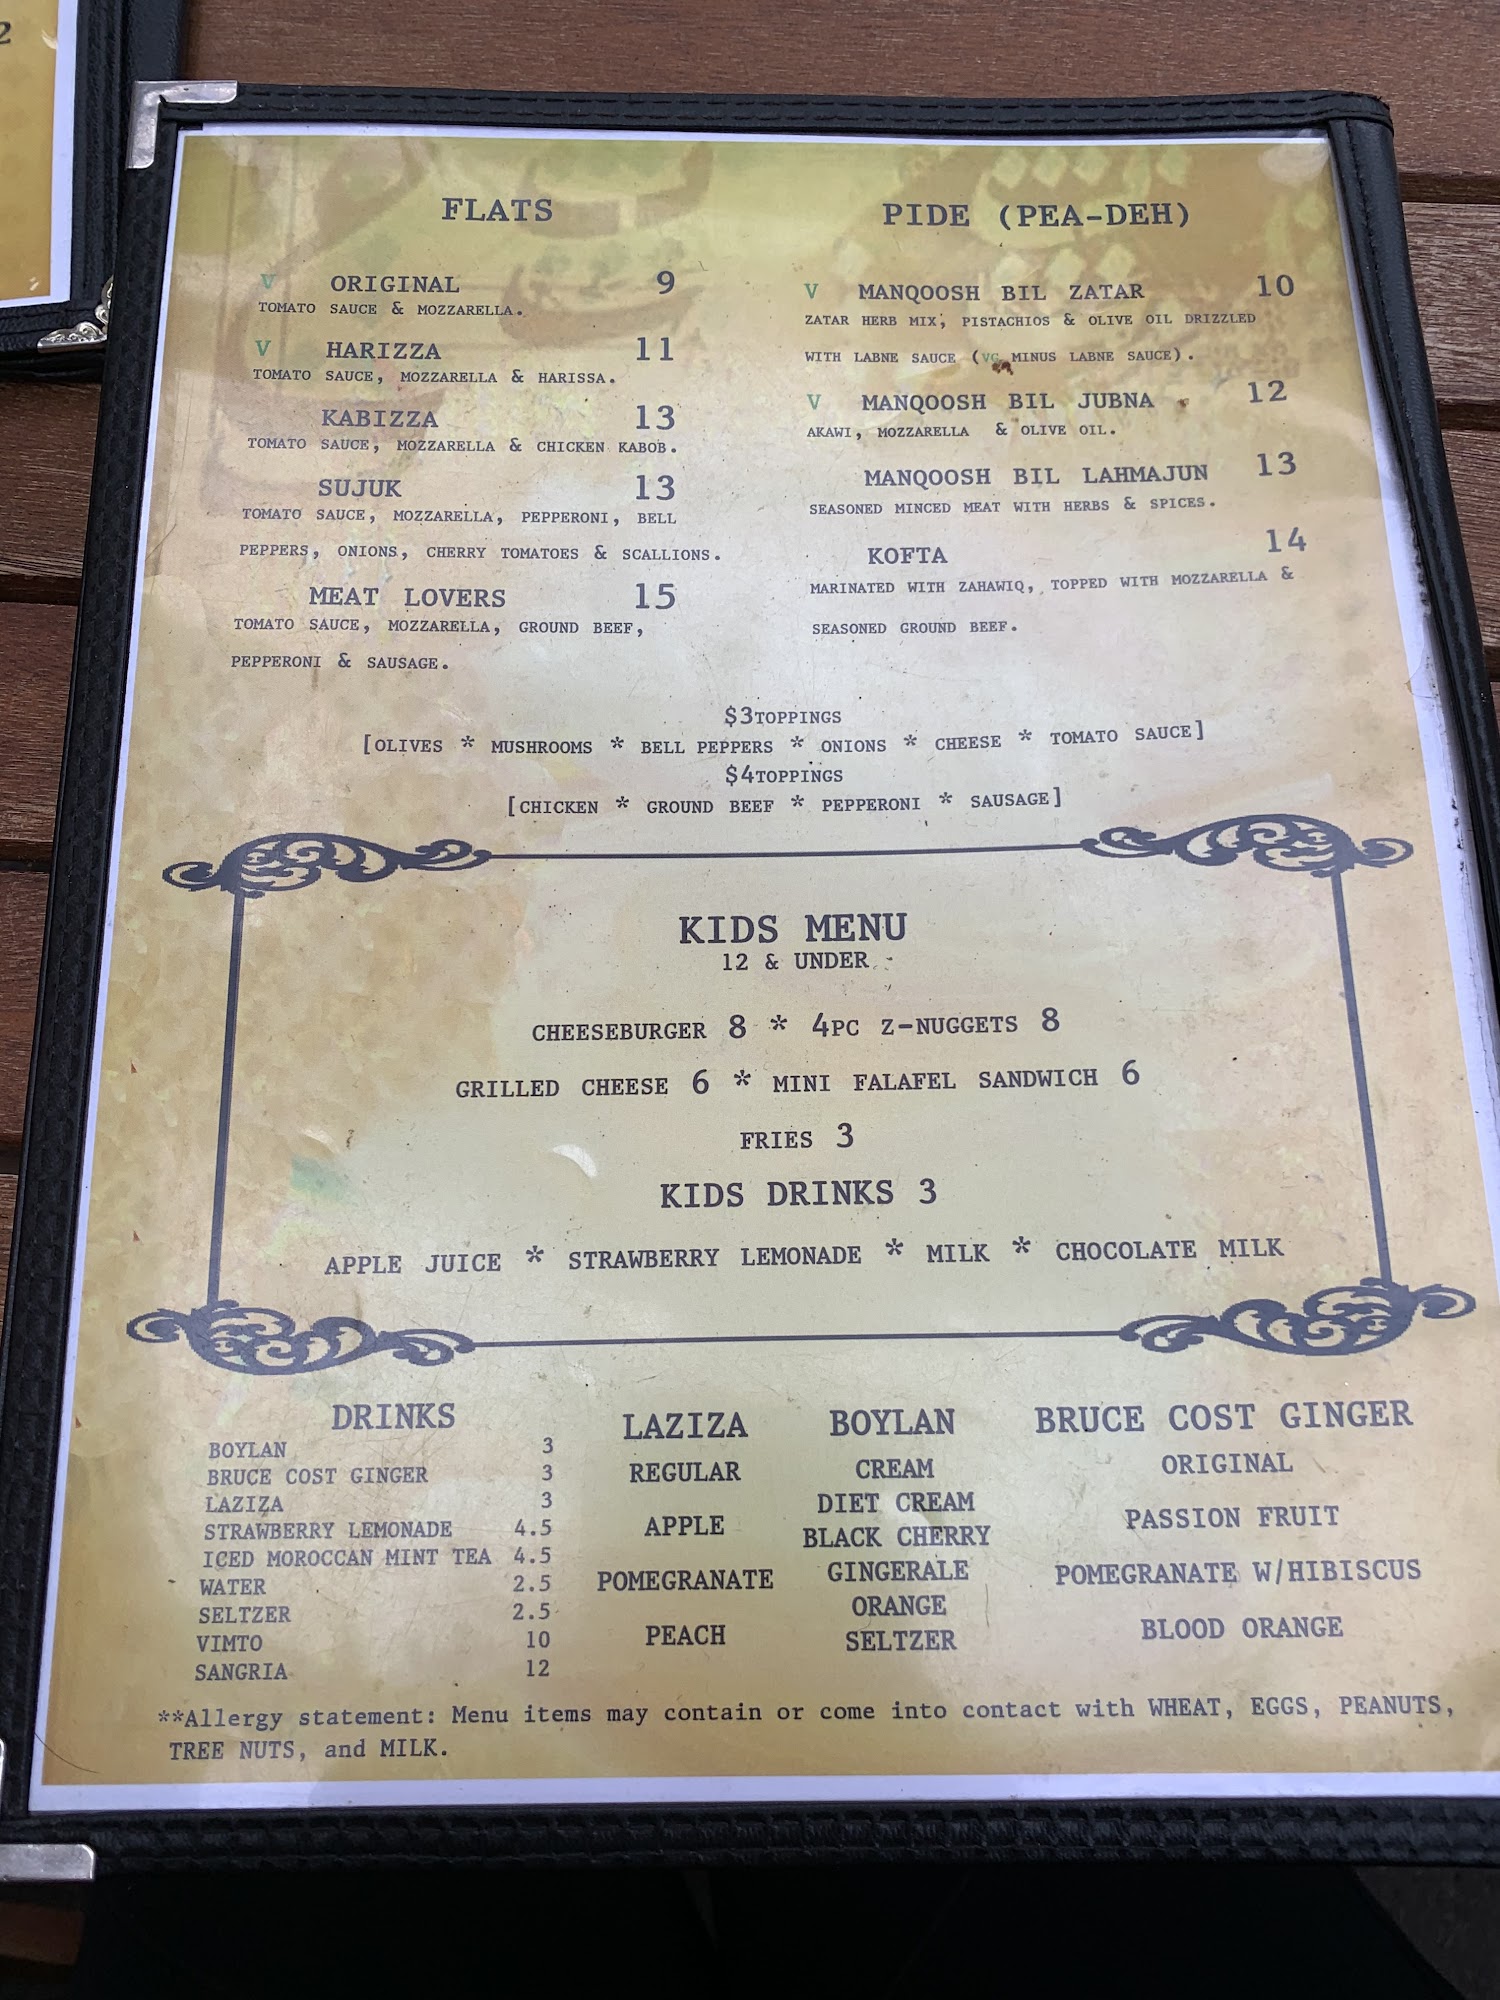 2
FLATS
V ORIGINAL 9
TOMATO SAUCE & MOZZARELLA.
V HARIZZA 11
TOMATO SAUCE, MOZZARELLA & HARISSA.
KABIZZA 13
TOMATO SAUCE, MOZZARELLA & CHICKEN KABOB.
SUJUK 13
TOMATO SAUCE, MOZZARELLA, PEPPERONI, BELL
PEPPERS, ONIONS, CHERRY TOMATOES & SCALLIONS.
MEAT LOVERS 15
TOMATO SAUCE, MOZZARELLA, GROUND BEEF,
PEPPERONI & SAUSAGE.
PIDE (PEA-DEH)
V MANQOOSH BIL ZATAR 10
ZATAR HERB MIX, PISTACHIOS & OLIVE OIL DRIZZLED
WITH LABNE SAUCE (VG MINUS LABNE SAUCE).
V MANQOOSH BIL JUBNA 12
AKAWI, MOZZARELLA & OLIVE OIL.
MANQOOSH BIL LAHMAJUN 13
SEASONED MINCED MEAT WITH HERBS & SPICES.
KOFTA 14
MARINATED WITH ZAHAWIQ, TOPPED WITH MOZZARELLA &
SEASONED GROUND BEEF.
$3TOPPINGS
[OLIVES * MUSHROOMS * BELL PEPPERS * ONIONS * CHEESE * TOMATO SAUCE]
$4TOPPINGS
[CHICKEN * GROUND BEEF * PEPPERONI * SAUSAGE]
KIDS MENU
12 & UNDER
CHEESEBURGER 8 * 4PC Z-NUGGETS 8
GRILLED CHEESE 6 * MINI FALAFEL SANDWICH 6
FRIES 3
KIDS DRINKS 3
APPLE JUICE * STRAWBERRY LEMONADE * MILK * CHOCOLATE MILK
DRINKS
BOYLAN 3
BRUCE COST GINGER 3
LAZIZA 3
STRAWBERRY LEMONADE 4.5
ICED MOROCCAN MINT TEA 4.5
WATER 2.5
SELTZER 2.5
VIMTO 10
SANGRIA 12
LAZIZA
REGULAR
APPLE
POMEGRANATE
PEACH
BOYLAN
CREAM
DIET CREAM
BLACK CHERRY
GINGERALE
ORANGE
SELTZER
BRUCE COST GINGER
ORIGINAL
PASSION FRUIT
POMEGRANATE W/HIBISCUS
BLOOD ORANGE
**Allergy statement: Menu items may contain or come into contact with WHEAT, EGGS, PEANUTS,
TREE NUTS, and MILK.